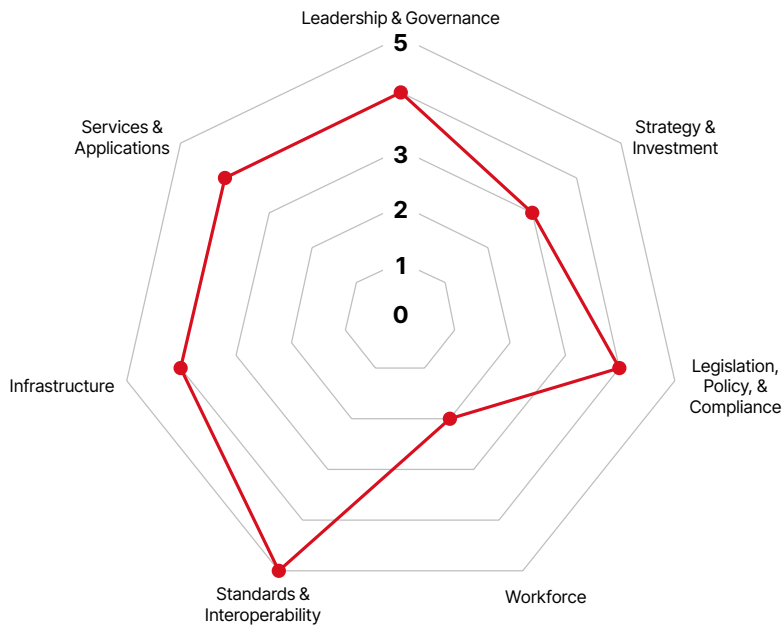 Leadership & Governance
5
Services &
Applications
Strategy &
Investment
3
2
1
0
Legislation,
Policy, &
Compliance
Infrastructure
Standards &
Interoperability
Workforce